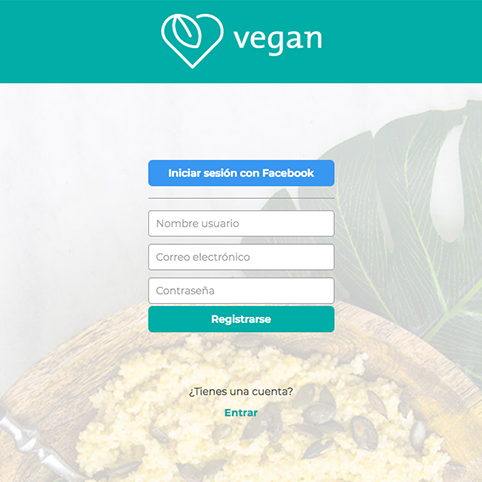 vegan
Iniciar sesión con Facebook
Nombre usuario
Correo electrónico
Contraseña
Registrarse
¿Tienes una cuenta?
Entrar